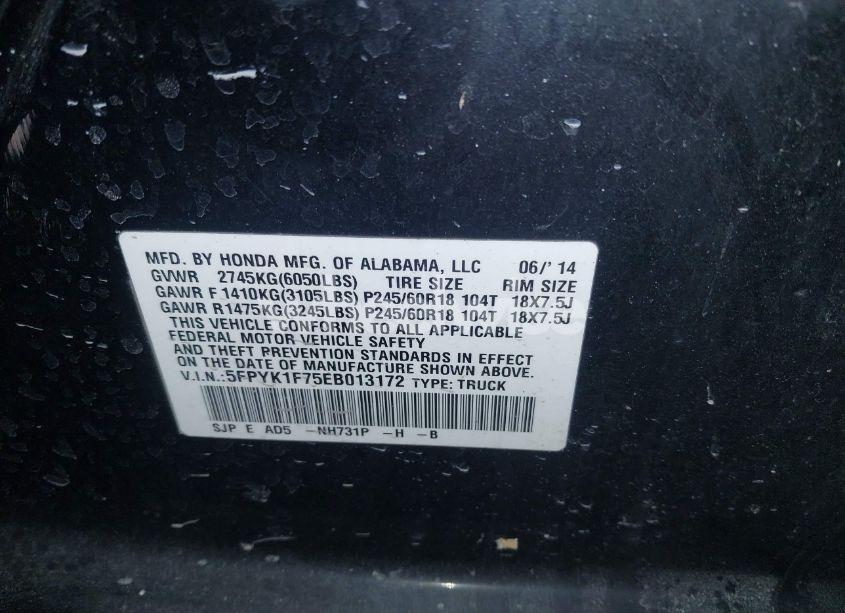 MFD. BY HONDA MFG. OF ALABAMA, LLC 06/' 14
GVWR 2745KG(6050LBS) TIRE SIZE RIM SIZE
GAWR F 1410KG(3105LBS) P245/60R18 104T 18X7.5J
GAWR R1475KG(3245LBS) P245/60R18 104T 18X7.5J
THIS VEHICLE CONFORMS TO ALL APPLICABLE
FEDERAL MOTOR VEHICLE SAFETY
AND THEFT PREVENTION STANDARDS IN EFFECT
ON THE DATE OF MANUFACTURE SHOWN ABOVE.
V.I.N.:5FPYK1F75EB013172 TYPE: TRUCK
SJP E AD5 -NH731P -H -B